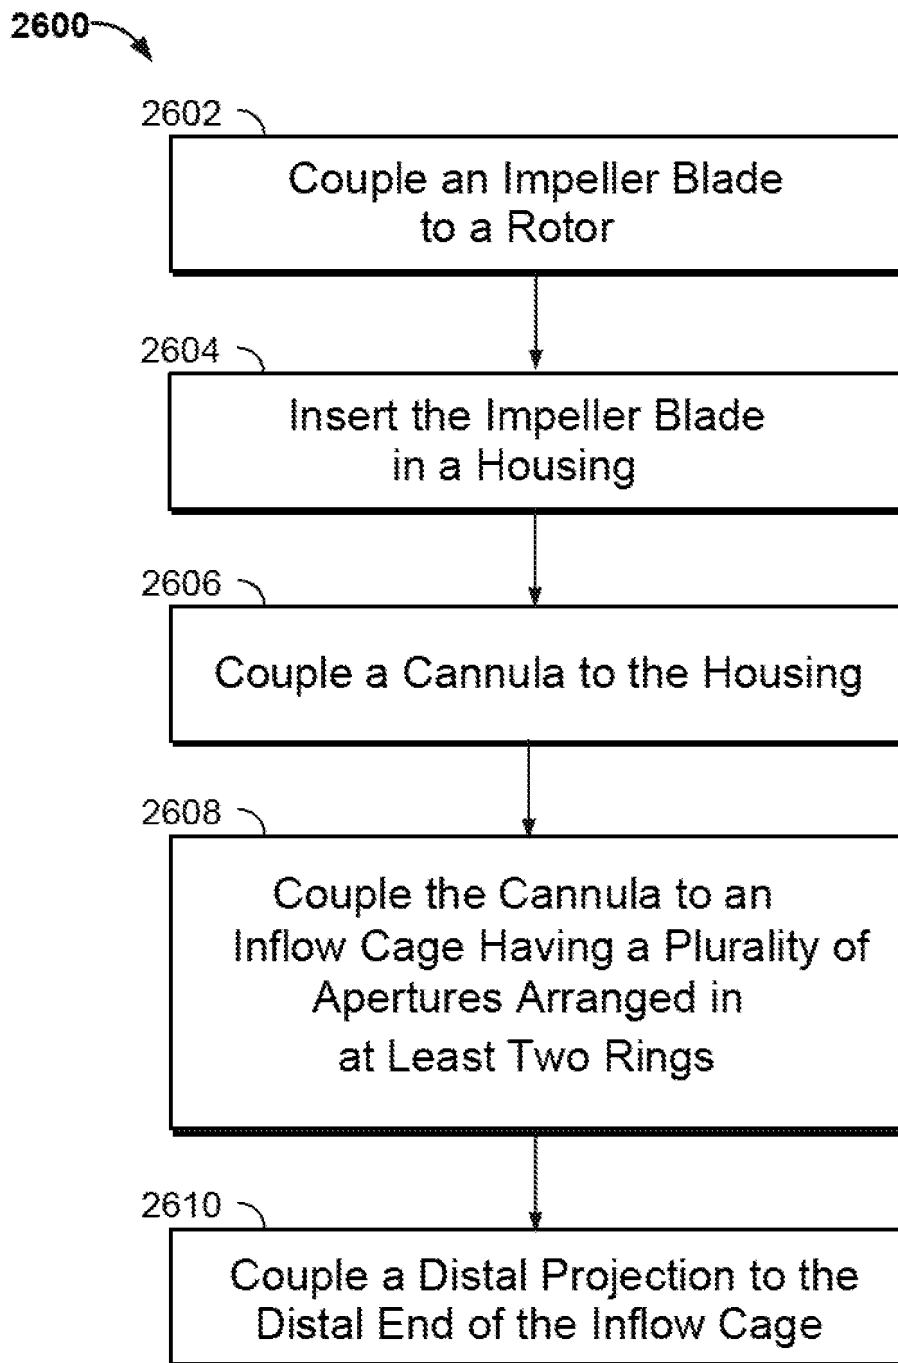 2600
2602
Couple an Impeller Blade
to a Rotor
2604
Insert the Impeller Blade
in a Housing
2606
Couple a Cannula to the Housing
2608
Couple the Cannula to an
Inflow Cage Having a Plurality of
Apertures Arranged in
at Least Two Rings
2610
Couple a Distal Projection to the
Distal End of the Inflow Cage